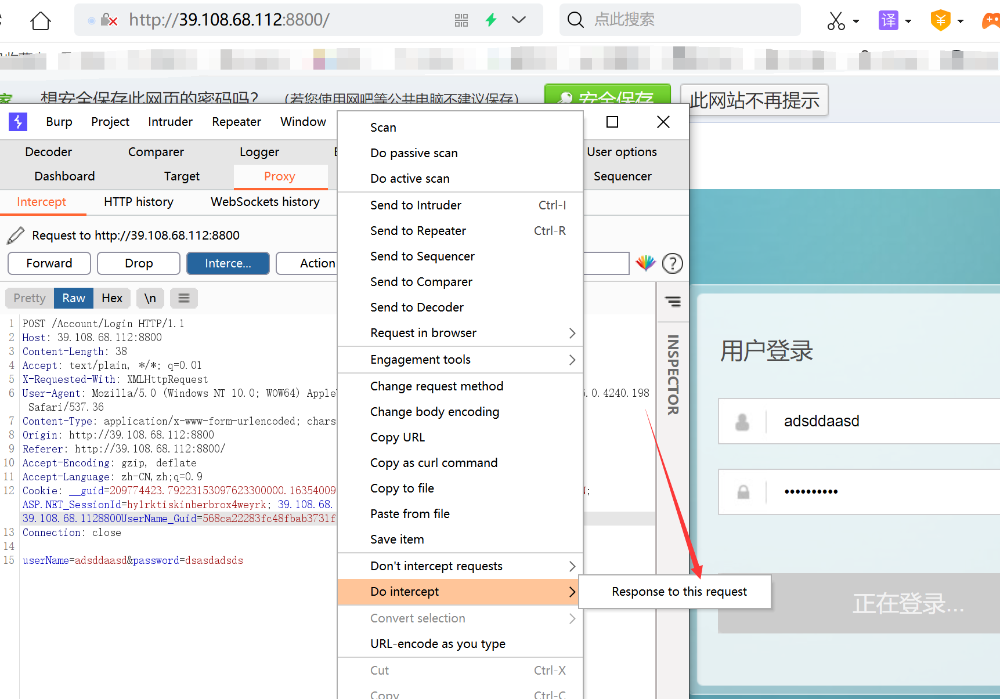 http://39.108.68.112:8800/
点此搜索
译
想安全保存此网页的密码吗？ （若您使用网吧等公共电脑不建议保存） 安全保存 此网站不再提示
Burp Project Intruder Repeater Window
Decoder Comparer Logger User options
Dashboard Target Proxy Sequencer
Intercept HTTP history WebSockets history
Request to http://39.108.68.112:8800
Forward Drop Interce... Action
Pretty Raw Hex \n
1 POST /Account/Login HTTP/1.1
2 Host: 39.108.68.112:8800
3 Content-Length: 38
4 Accept: text/plain, */*; q=0.01
5 X-Requested-With: XMLHttpRequest
6 User-Agent: Mozilla/5.0 (Windows NT 10.0; WOW64) Apple .0.4240.198
Safari/537.36
7 Content-Type: application/x-www-form-urlencoded; chars
8 Origin: http://39.108.68.112:8800
9 Referer: http://39.108.68.112:8800/
10 Accept-Encoding: gzip, deflate
11 Accept-Language: zh-CN,zh;q=0.9
12 Cookie: __guid=209774423.79223153097623300000.16354009 ;
ASP.NET_SessionId=hylrktiskinberbrox4weyrk; 39.108.68.
39.108.68.1128800UserName_Guid=568ca22283fc48fbab3731f
13 Connection: close
14
15 userName=adsddaasd&password=dsasdadsds
Scan
Do passive scan
Do active scan
Send to Intruder Ctrl-I
Send to Repeater Ctrl-R
Send to Sequencer
Send to Comparer
Send to Decoder
Request in browser
Engagement tools
Change request method
Change body encoding
Copy URL
Copy as curl command
Copy to file
Paste from file
Save item
Don't intercept requests
Do intercept
Response to this request
Convert selection
URL-encode as you type
Cut Ctrl-X
Copy Ctrl-C
INSPECTOR
用户登录
adsddaasd
••••••••••
正在登录...